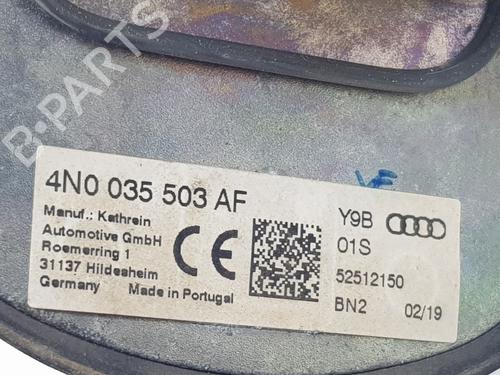 B-PARTS
4N0 035 503 AF
Manuf.: Kathrein
Automotive GmbH
Roemerring 1
31137 Hildesheim
Germany Made in Portugal
CE
Y9B
01S
52512150
BN2 02/19